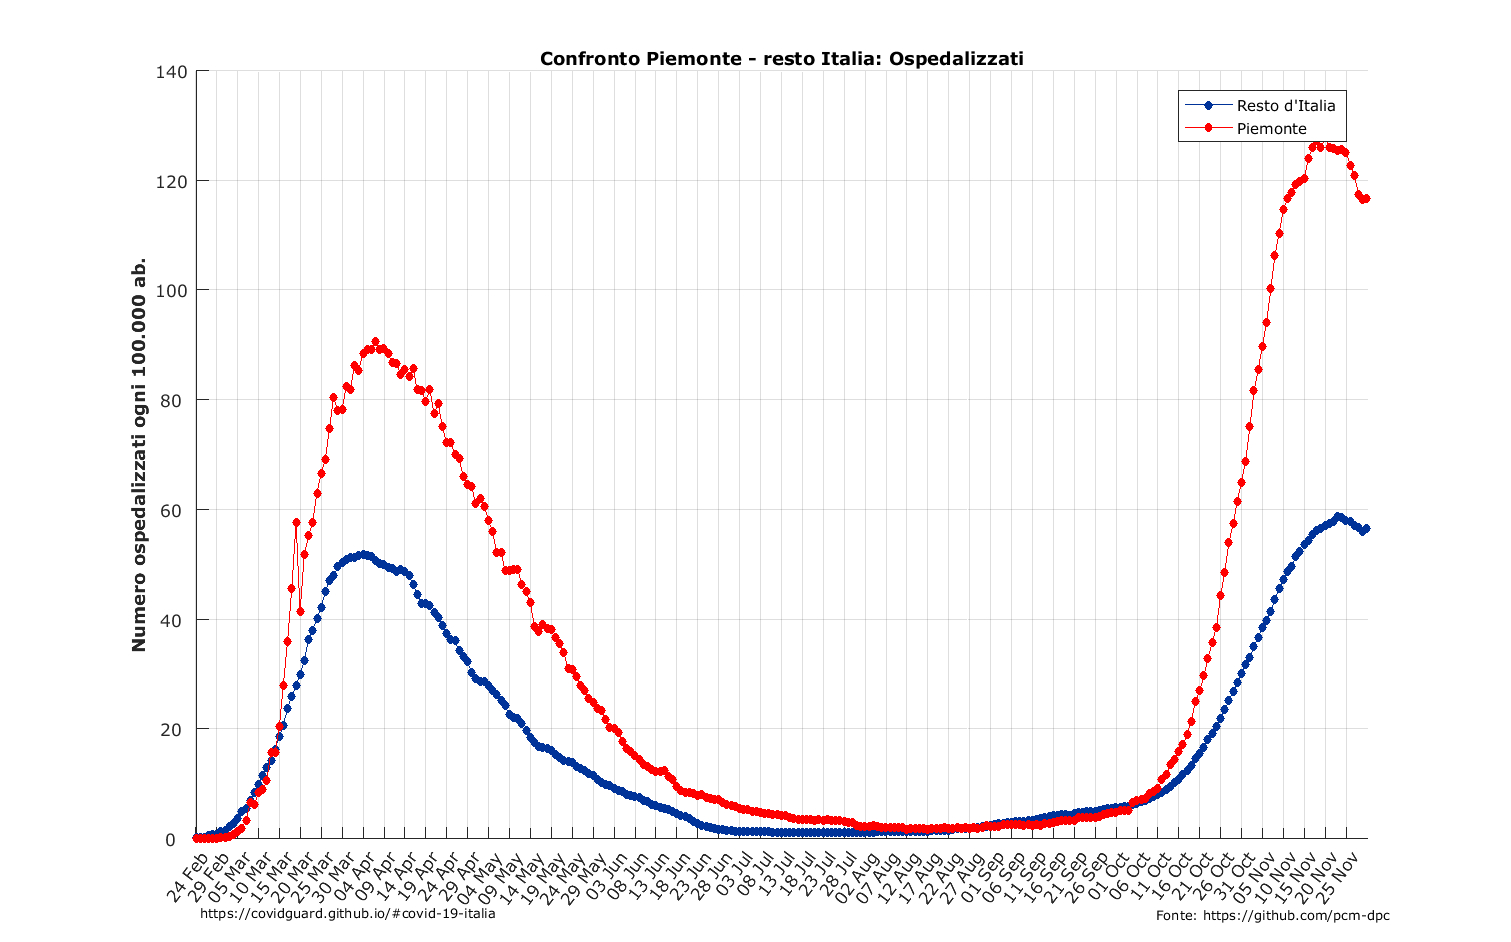 Confronto Piemonte - resto Italia: Ospedalizzati
Resto d'Italia
Piemonte
Numero ospedalizzati ogni 100.000 ab.
140
120
100
80
60
40
20
0
24 Feb
29 Feb
05 Mar
10 Mar
15 Mar
20 Mar
25 Mar
30 Mar
04 Apr
09 Apr
14 Apr
19 Apr
24 Apr
29 Apr
04 May
09 May
14 May
19 May
24 May
29 May
03 Jun
08 Jun
13 Jun
18 Jun
23 Jun
28 Jun
03 Jul
08 Jul
13 Jul
18 Jul
23 Jul
28 Jul
02 Aug
07 Aug
12 Aug
17 Aug
22 Aug
27 Aug
01 Sep
06 Sep
11 Sep
16 Sep
21 Sep
26 Sep
01 Oct
06 Oct
11 Oct
16 Oct
21 Oct
26 Oct
31 Oct
05 Nov
10 Nov
15 Nov
20 Nov
25 Nov
https://covidguard.github.io/#covid-19-italia
Fonte: https://github.com/pcm-dpc